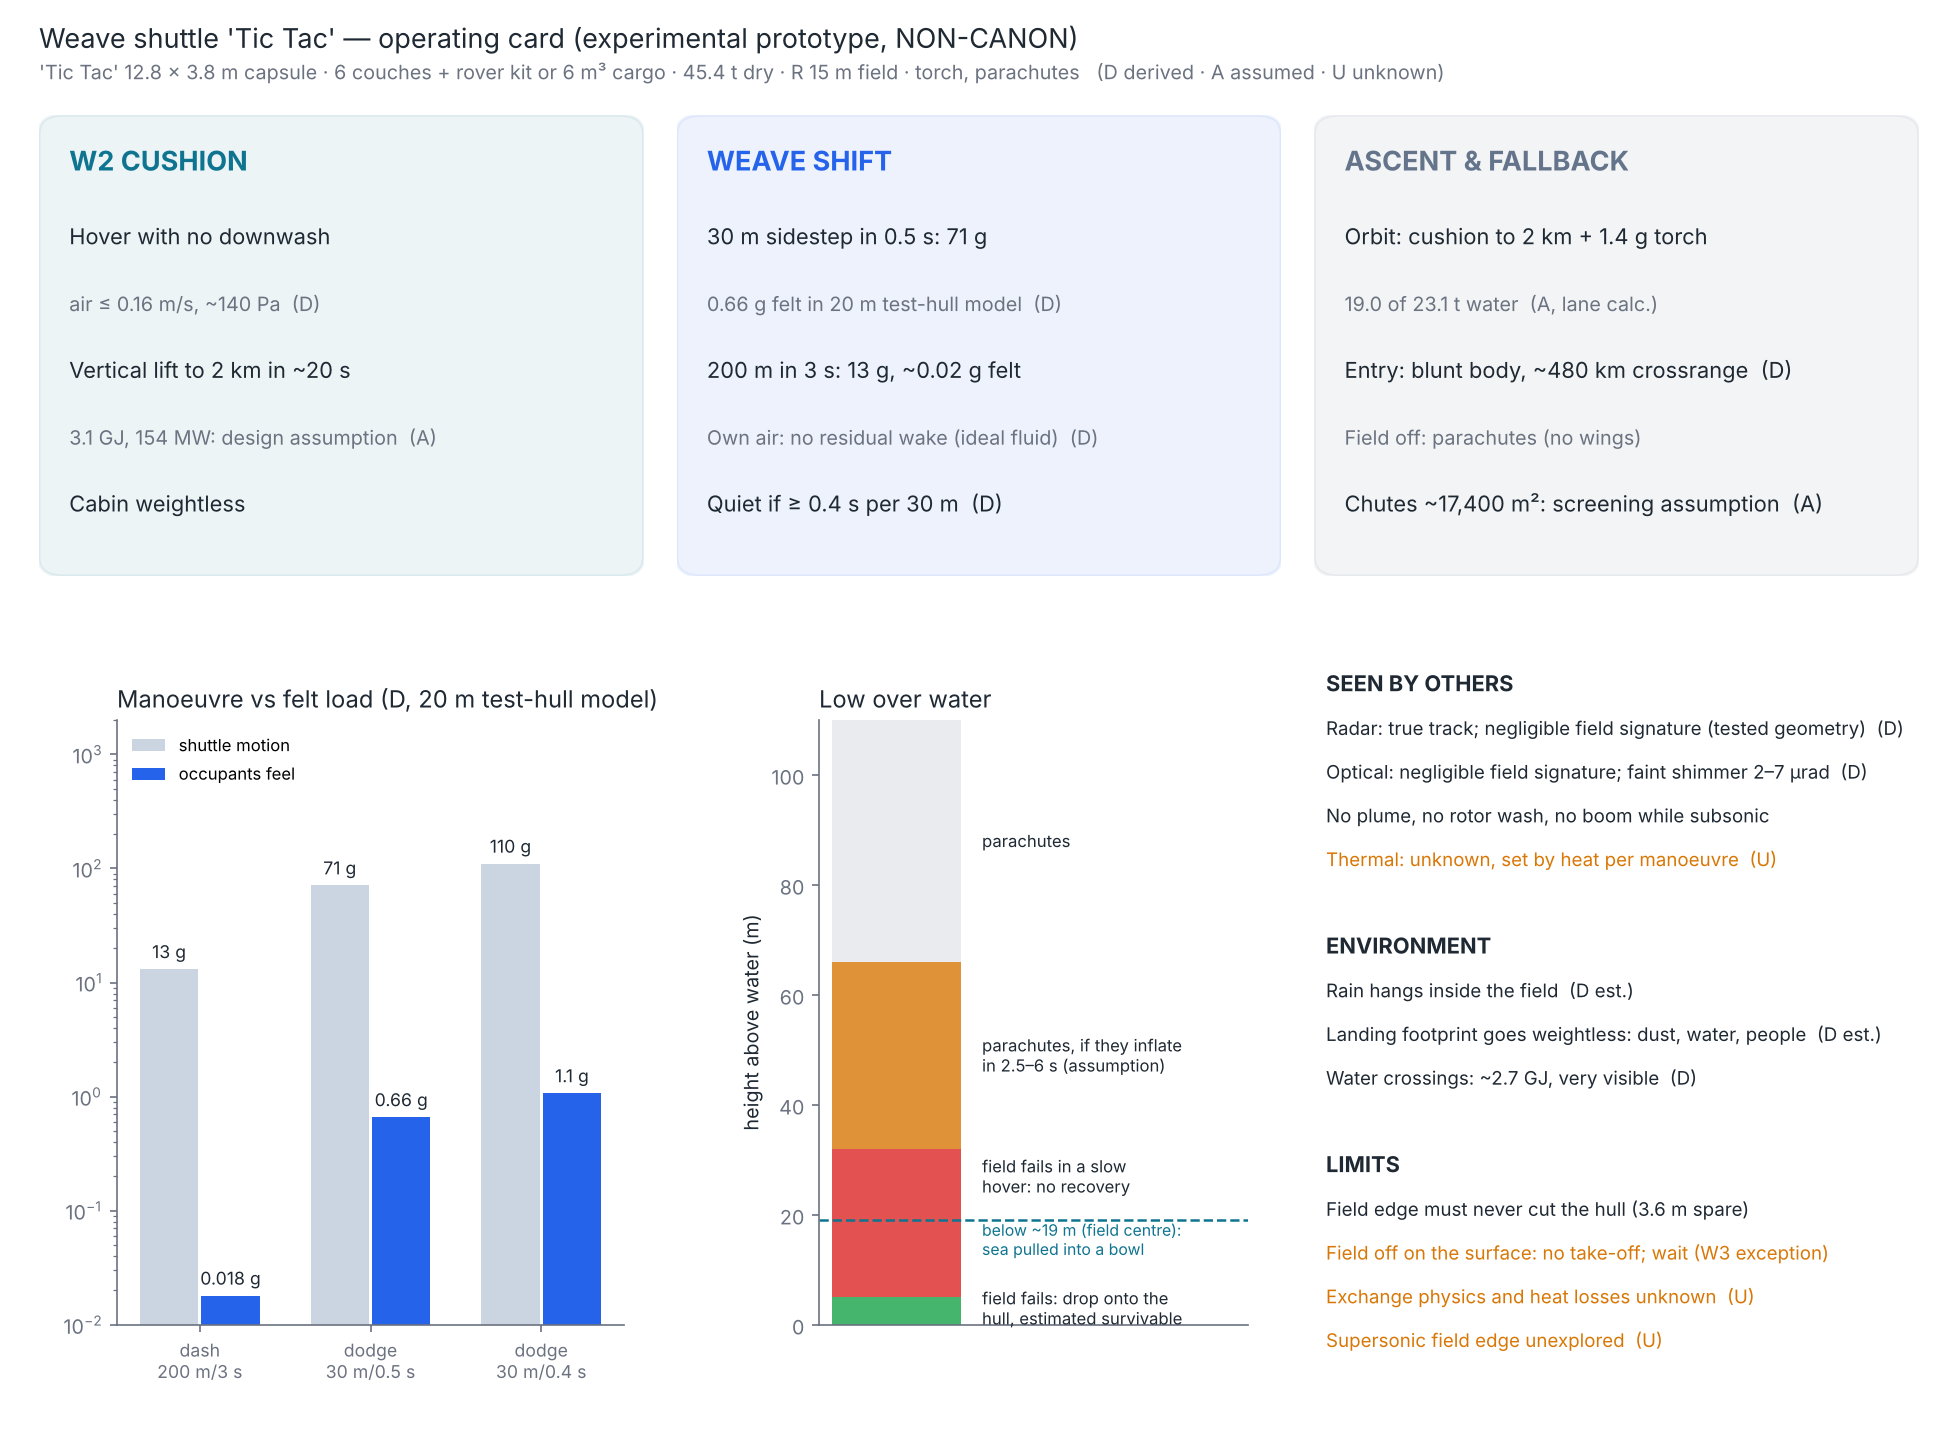 Weave shuttle 'Tic Tac' — operating card (experimental prototype, NON-CANON)
'Tic Tac' 12.8 × 3.8 m capsule · 6 couches + rover kit or 6 m³ cargo · 45.4 t dry · R 15 m field · torch, parachutes (D derived · A assumed · U unknown)
W2 CUSHION
Hover with no downwash
air ≤ 0.16 m/s, ~140 Pa (D)
Vertical lift to 2 km in ~20 s
3.1 GJ, 154 MW: design assumption (A)
Cabin weightless
WEAVE SHIFT
30 m sidestep in 0.5 s: 71 g
0.66 g felt in 20 m test-hull model (D)
200 m in 3 s: 13 g, ~0.02 g felt
Own air: no residual wake (ideal fluid) (D)
Quiet if ≥ 0.4 s per 30 m (D)
ASCENT & FALLBACK
Orbit: cushion to 2 km + 1.4 g torch
19.0 of 23.1 t water (A, lane calc.)
Entry: blunt body, ~480 km crossrange (D)
Field off: parachutes (no wings)
Chutes ~17,400 m²: screening assumption (A)
Manoeuvre vs felt load (D, 20 m test-hull model)
shuttle motion
occupants feel
10³
10²
10¹
10⁰
10⁻¹
10⁻²
13 g
0.018 g
71 g
0.66 g
110 g
1.1 g
dash
200 m/3 s
dodge
30 m/0.5 s
dodge
30 m/0.4 s
Low over water
height above water (m)
100
80
60
40
20
0
parachutes
parachutes, if they inflate
in 2.5–6 s (assumption)
field fails in a slow
hover: no recovery
below ~19 m (field centre):
sea pulled into a bowl
field fails: drop onto the
hull, estimated survivable
SEEN BY OTHERS
Radar: true track; negligible field signature (tested geometry) (D)
Optical: negligible field signature; faint shimmer 2–7 µrad (D)
No plume, no rotor wash, no boom while subsonic
Thermal: unknown, set by heat per manoeuvre (U)
ENVIRONMENT
Rain hangs inside the field (D est.)
Landing footprint goes weightless: dust, water, people (D est.)
Water crossings: ~2.7 GJ, very visible (D)
LIMITS
Field edge must never cut the hull (3.6 m spare)
Field off on the surface: no take-off; wait (W3 exception)
Exchange physics and heat losses unknown (U)
Supersonic field edge unexplored (U)